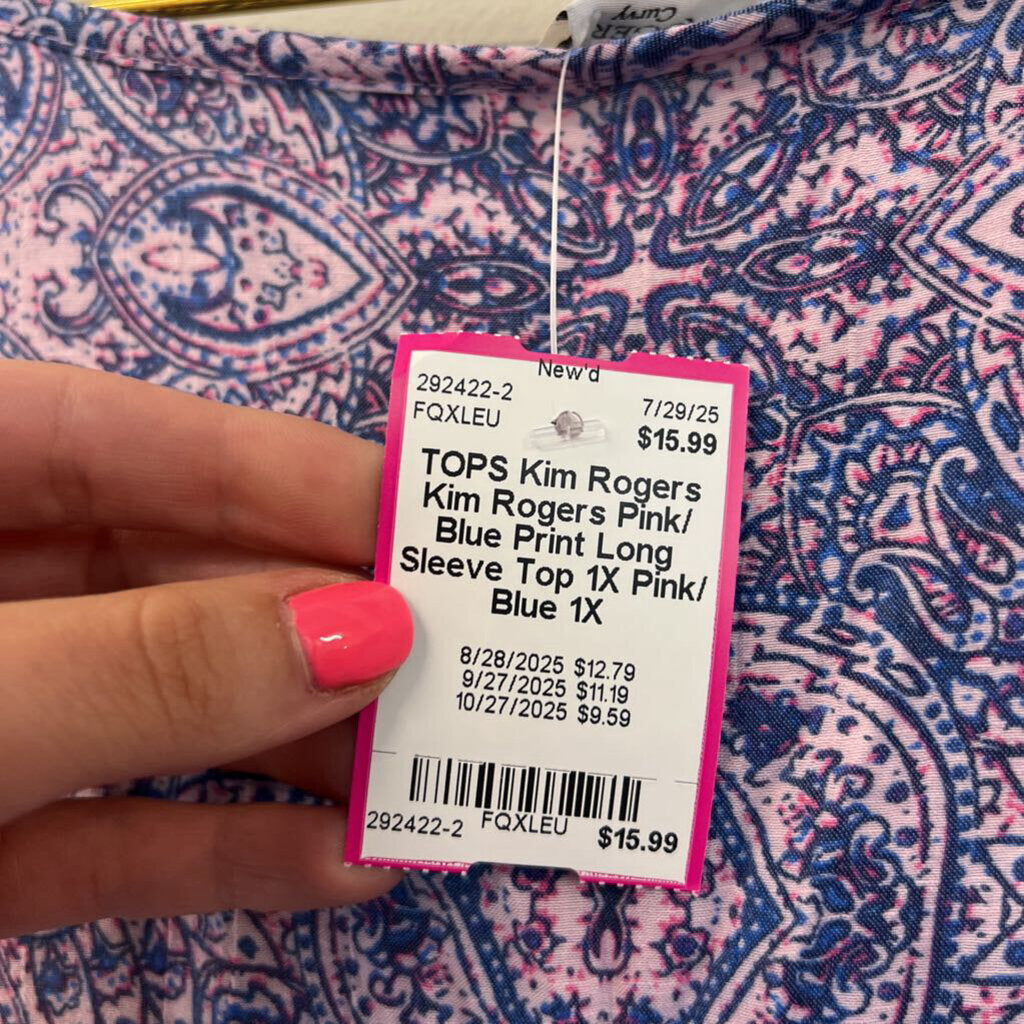 ER
Curvy
New'd
292422-2
FQXLEU
7/29/25
$15.99
TOPS Kim Rogers
Kim Rogers Pink/
Blue Print Long
Sleeve Top 1X Pink/
Blue 1X
8/28/2025 $12.79
9/27/2025 $11.19
10/27/2025 $9.59
292422-2 FQXLEU $15.99